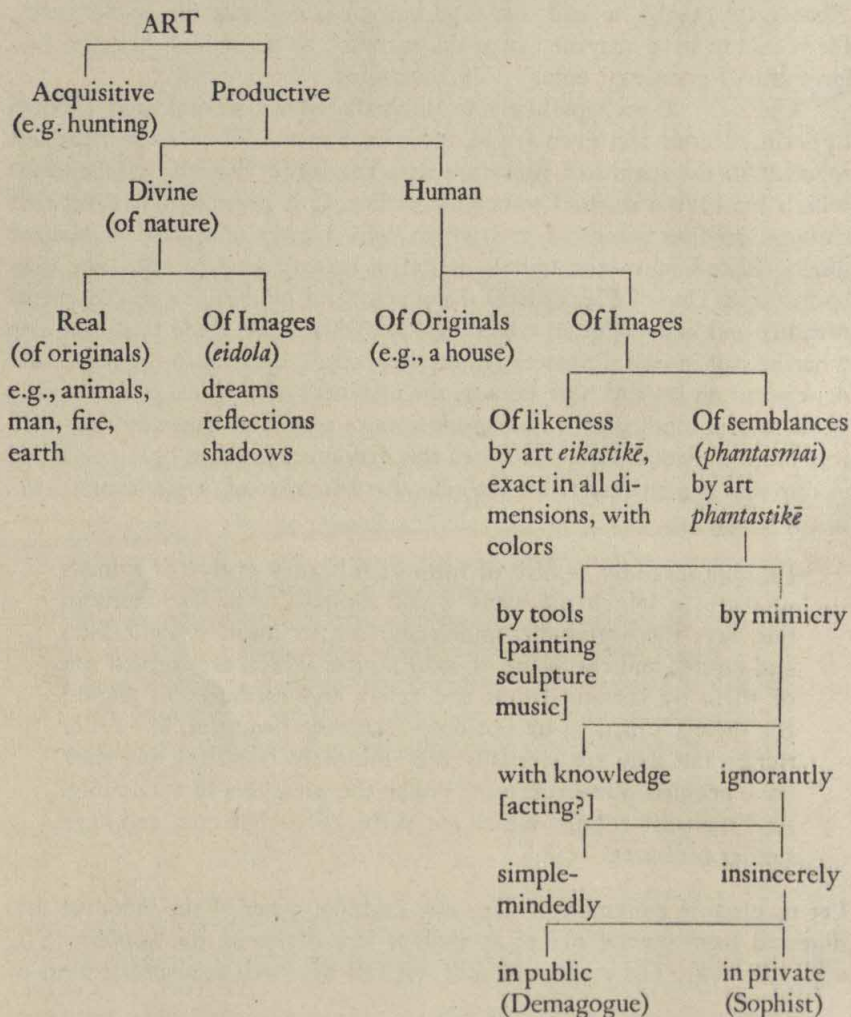 ART
Acquisitive Productive
(e.g. hunting)
Divine Human
(of nature)
Real Of Images Of Originals Of Images
(of originals) (eidola) (e.g., a house)
e.g., animals, dreams
man, fire, reflections
earth shadows
Of likeness Of semblances
by art eikastikē, (phantasmai)
exact in all di- by art
mensions, with phantastikē
colors
by tools by mimicry
[painting
sculpture
music]
with knowledge ignorantly
[acting?]
simple- insincerely
mindedly
in public in private
(Demagogue) (Sophist)